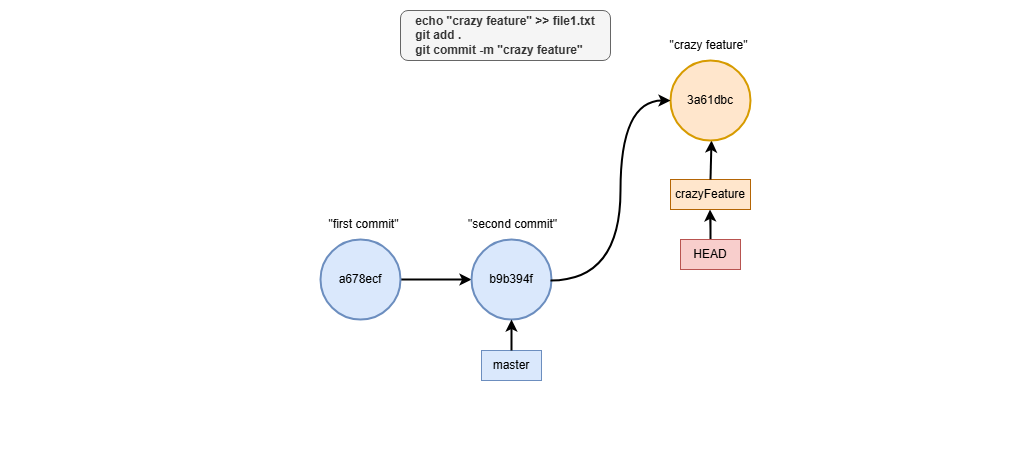 echo "crazy feature" >> file1.txt
git add .
git commit -m "crazy feature"
"crazy feature"
3a61dbc
crazyFeature
HEAD
"first commit"
"second commit"
a678ecf
b9b394f
master